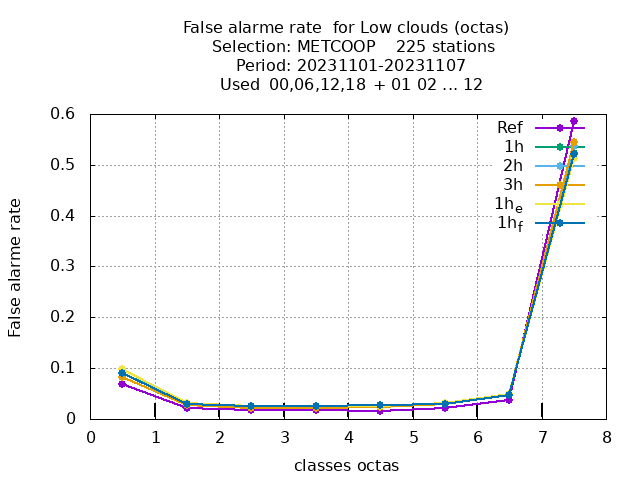 False alarme rate  for Low clouds (octas)
Selection: METCOOP    225 stations
Period: 20231101-20231107
Used  00,06,12,18  + 01 02 ... 12
Ref
1h
2h
3h
1he
1hf
False alarme rate
0.6
0.5
0.4
0.3
0.2
0.1
0
0 1 2 3 4 5 6 7 8
classes octas